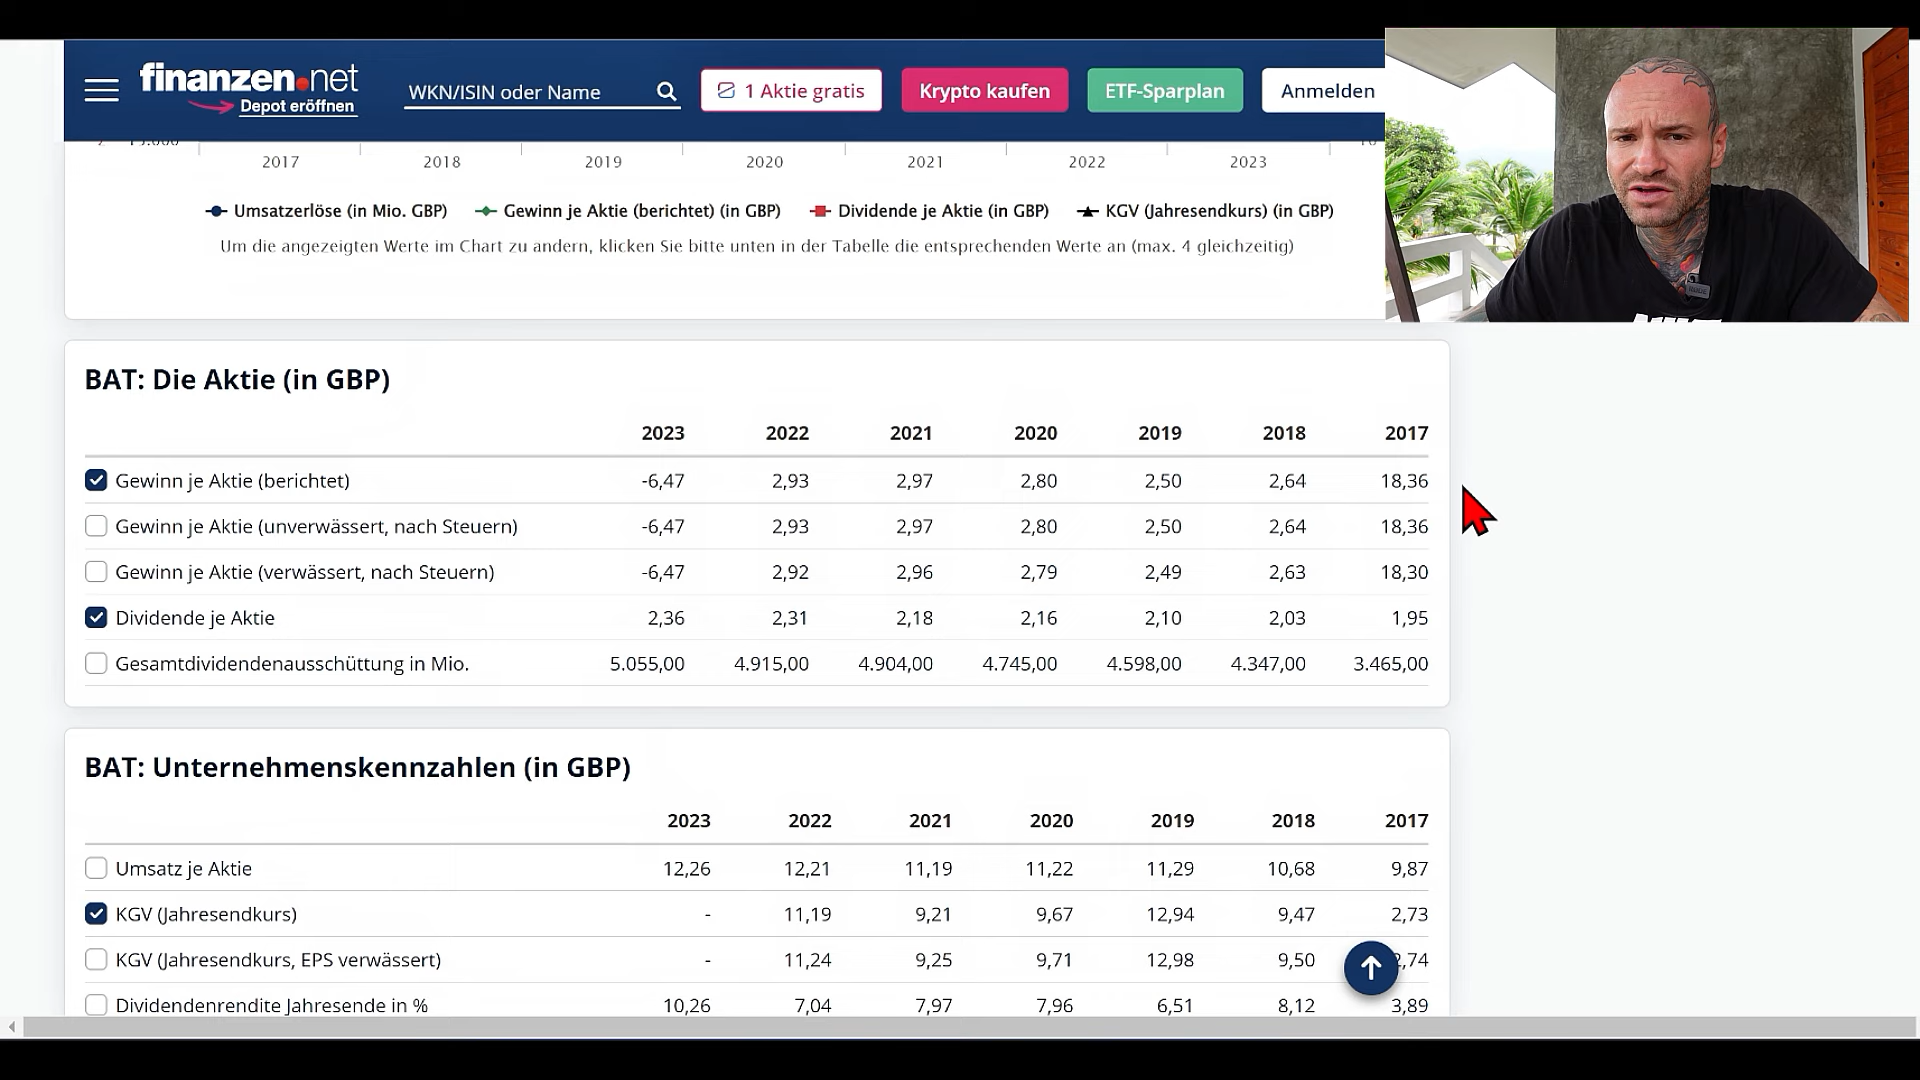 finanzen.net
Depot eröffnen
WKN/ISIN oder Name
1 Aktie gratis
Krypto kaufen
ETF-Sparplan
Anmelden
2017 2018 2019 2020 2021 2022 2023
Umsatzerlöse (in Mio. GBP) Gewinn je Aktie (berichtet) (in GBP) Dividende je Aktie (in GBP) KGV (Jahresendkurs) (in GBP)
Um die angezeigten Werte im Chart zu andern, klicken Sie bitte unten in der Tabelle die entsprechenden Werte an (max. 4 gleichzeitig)
BAT: Die Aktie (in GBP)
2023 2022 2021 2020 2019 2018 2017
Gewinn je Aktie (berichtet) -6,47 2,93 2,97 2,80 2,50 2,64 18,36
Gewinn je Aktie (unverwässert, nach Steuern) -6,47 2,93 2,97 2,80 2,50 2,64 18,36
Gewinn je Aktie (verwässert, nach Steuern) -6,47 2,92 2,96 2,79 2,49 2,63 18,30
Dividende je Aktie 2,36 2,31 2,18 2,16 2,10 2,03 1,95
Gesamtdividendenausschüttung in Mio. 5.055,00 4.915,00 4.904,00 4.745,00 4.598,00 4.347,00 3.465,00
BAT: Unternehmenskennzahlen (in GBP)
2023 2022 2021 2020 2019 2018 2017
Umsatz je Aktie 12,26 12,21 11,19 11,22 11,29 10,68 9,87
KGV (Jahresendkurs) - 11,19 9,21 9,67 12,94 9,47 2,73
KGV (Jahresendkurs, EPS verwässert) - 11,24 9,25 9,71 12,98 9,50 ,74
Dividendenrendite Jahresende in % 10,26 7,04 7,97 7,96 6,51 8,12 3,89